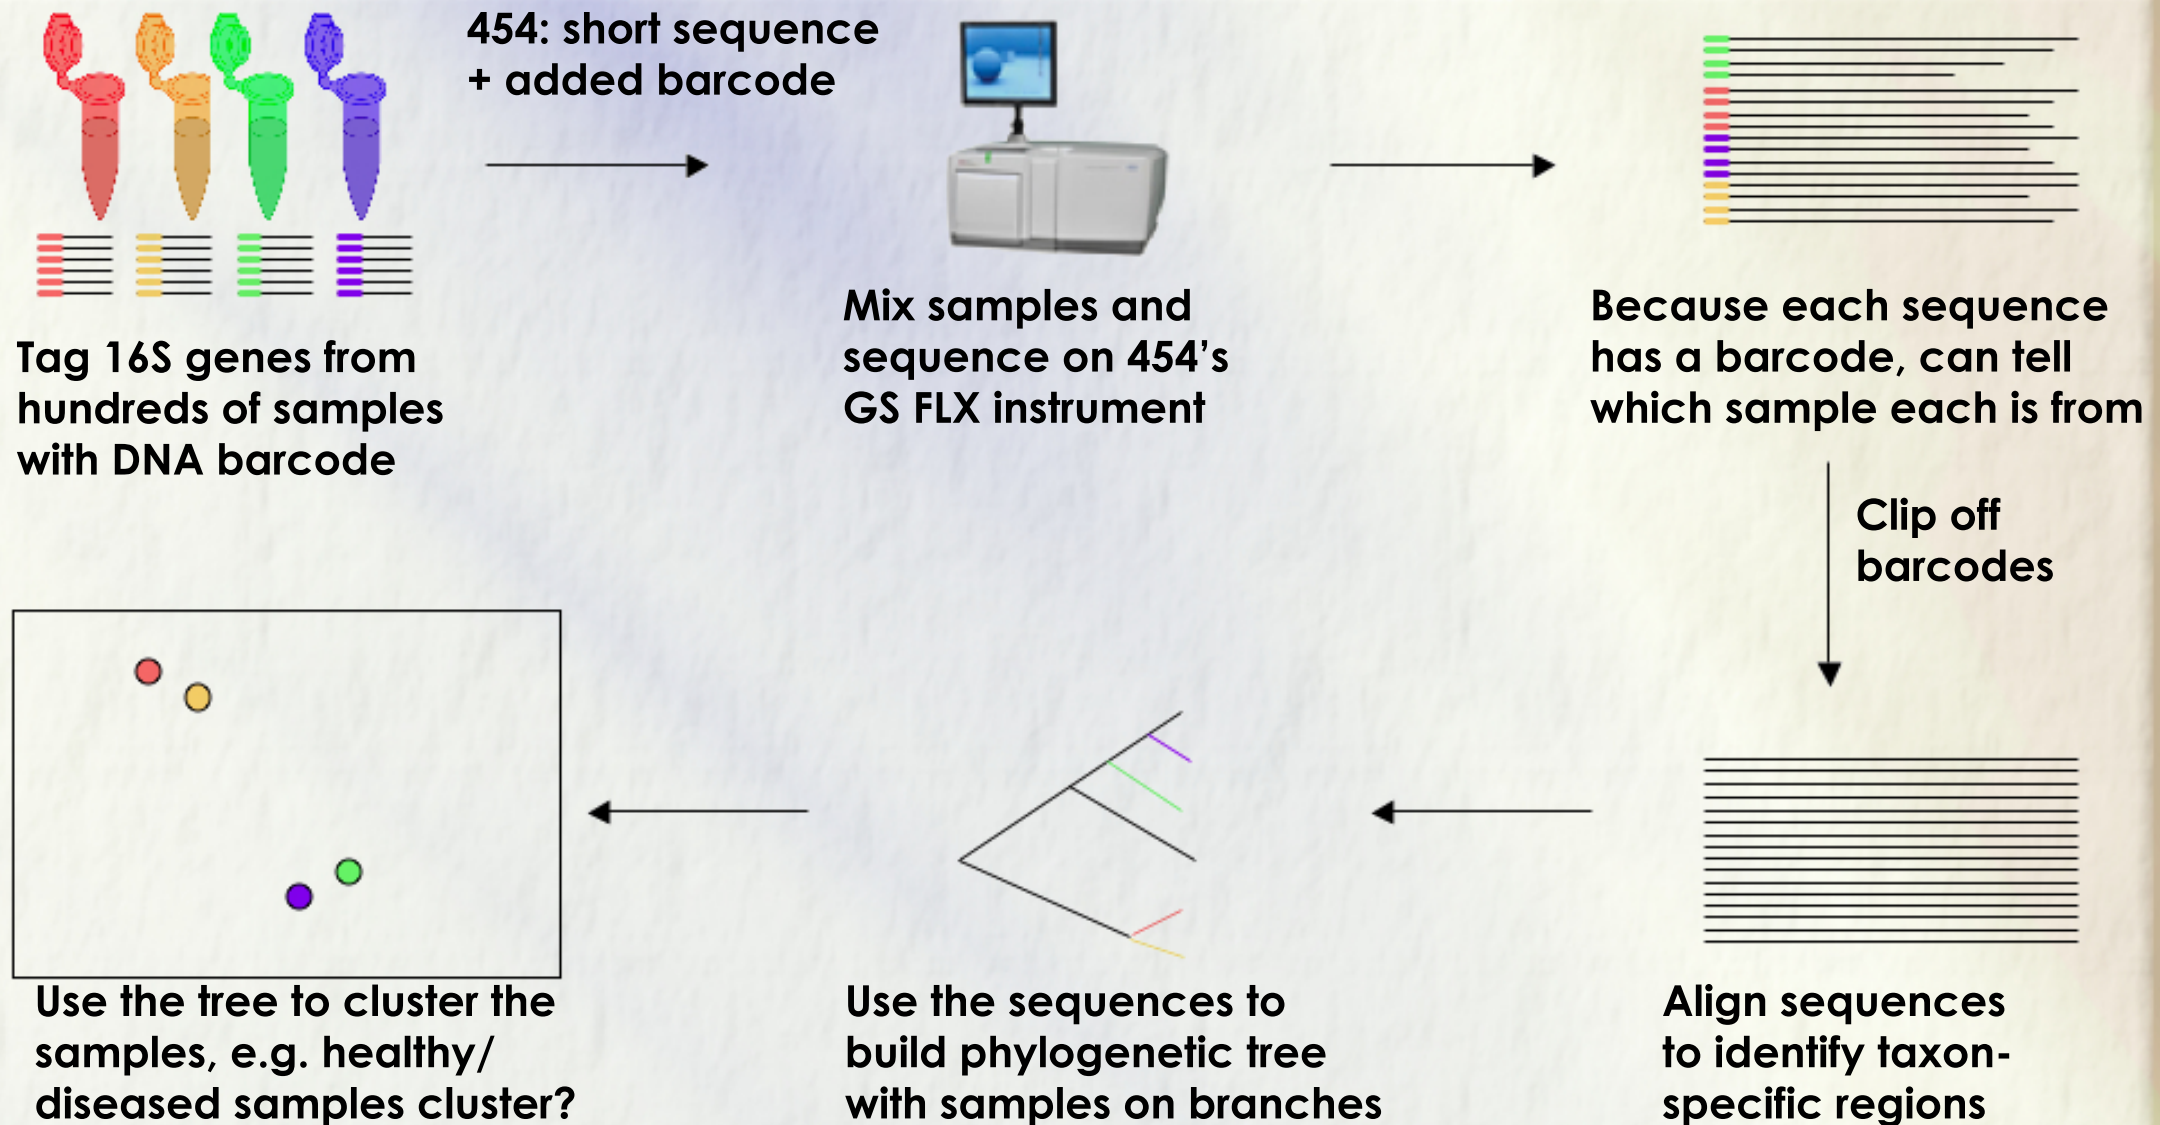 454: short sequence
+ added barcode
Tag 16S genes from
hundreds of samples
with DNA barcode
Mix samples and
sequence on 454's
GS FLX instrument
Because each sequence
has a barcode, can tell
which sample each is from
Clip off
barcodes
Align sequences
to identify taxon-
specific regions
Use the sequences to
build phylogenetic tree
with samples on branches
Use the tree to cluster the
samples, e.g. healthy/
diseased samples cluster?